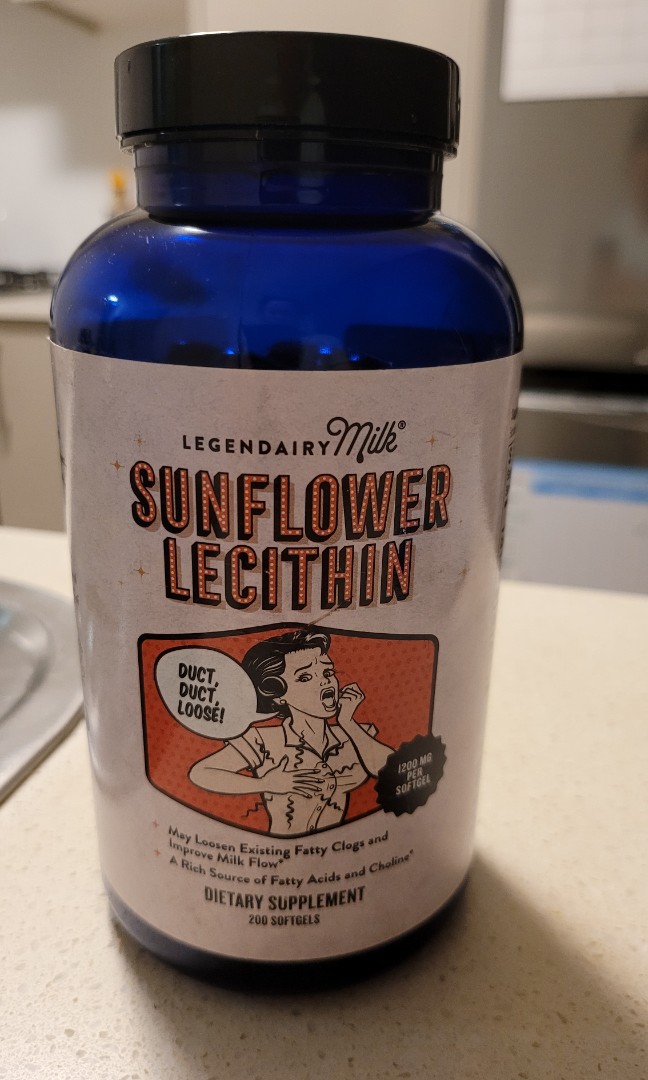 LEGENDAIRY Milk®
SUNFLOWER
LECITHIN
DUCT,
DUCT,
LOOSE!
1200 MG
PER
SOFTGEL
May Loosen Existing Fatty Clogs and
Improve Milk Flow*
A Rich Source of Fatty Acids and Choline*
DIETARY SUPPLEMENT
200 SOFTGELS